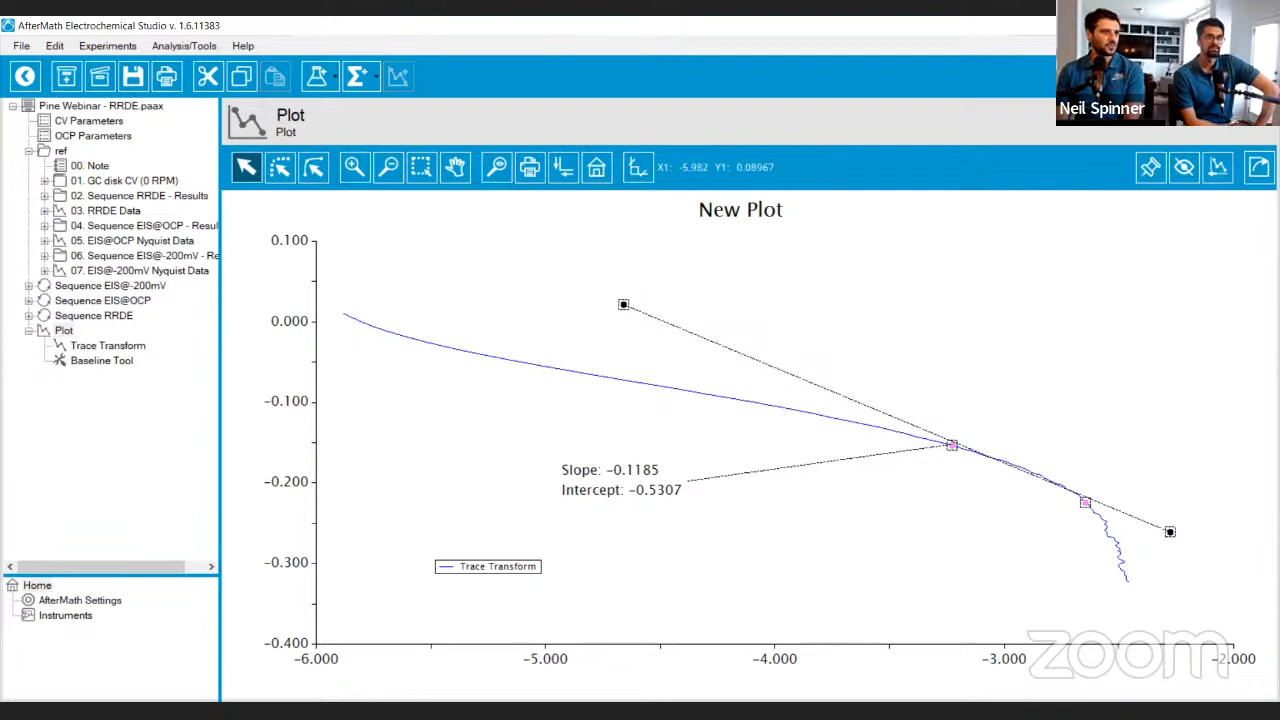 AfterMath Electrochemical Studio v. 1.6.11383
File Edit Experiments Analysis/Tools Help
Neil Spinner
Pine Webinar - RRDE.paax
CV Parameters
OCP Parameters
ref
00. Note
01. GC disk CV (0 RPM)
02. Sequence RRDE - Results
03. RRDE Data
04. Sequence EIS@OCP - Resul
05. EIS@OCP Nyquist Data
06. Sequence EIS@-200mV - Re
07. EIS@-200mV Nyquist Data
Sequence EIS@-200mV
Sequence EIS@OCP
Sequence RRDE
Plot
Trace Transform
Baseline Tool
Home
AfterMath Settings
Instruments
Plot
Plot
X1: -5.982 Y1: 0.08967
New Plot
0.100
0.000
-0.100
-0.200
-0.300
-0.400
Slope: -0.1185
Intercept: -0.5307
Trace Transform
-6.000 -5.000 -4.000 -3.000 -2.000
zoom